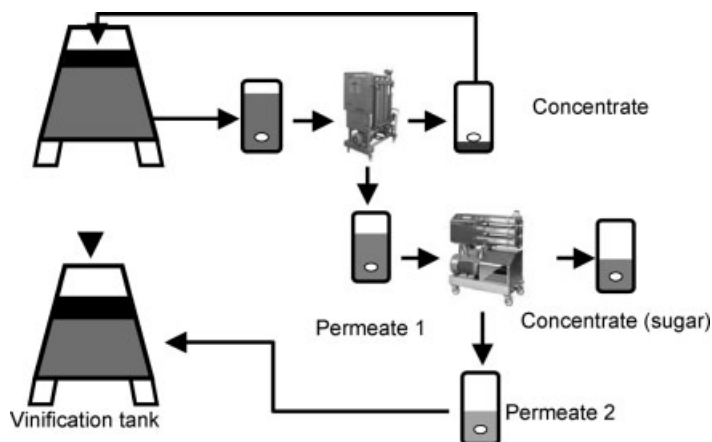 Concentrate
Permeate 1
Concentrate (sugar)
Vinification tank
Permeate 2